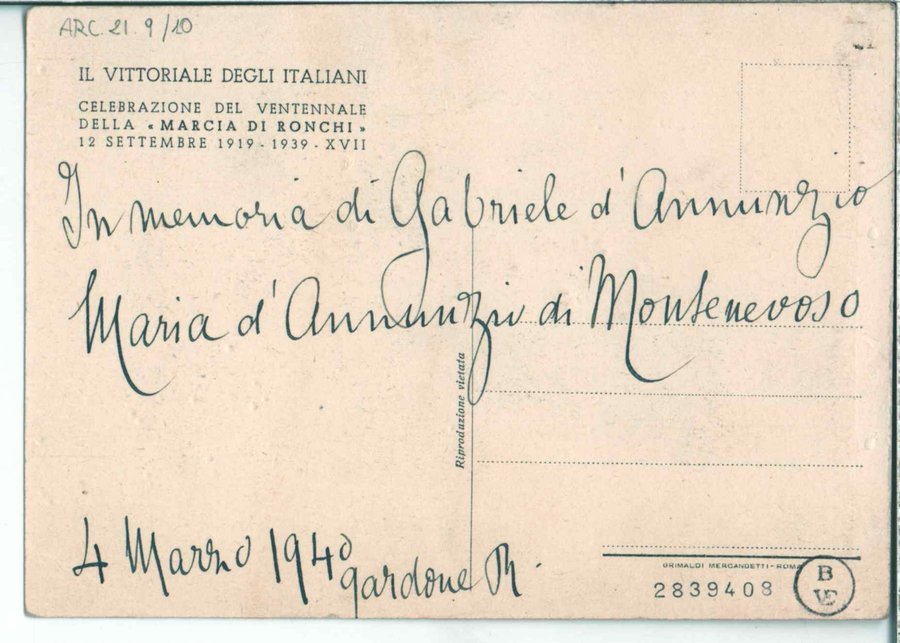 ARC. 21. 9/20
IL VITTORIALE DEGLI ITALIANI
CELEBRAZIONE DEL VENTENNALE
DELLA « MARCIA DI RONCHI »
12 SETTEMBRE 1919 - 1939 - XVII
In memoria di Gabriele d'Annunzio
Maria d'Annunzio di Montenevoso
Riproduzione vietata
4 Marzo 1940
Gardone R.
GRIMALDI MERCANDETTI - ROMA
2839408
B
VE